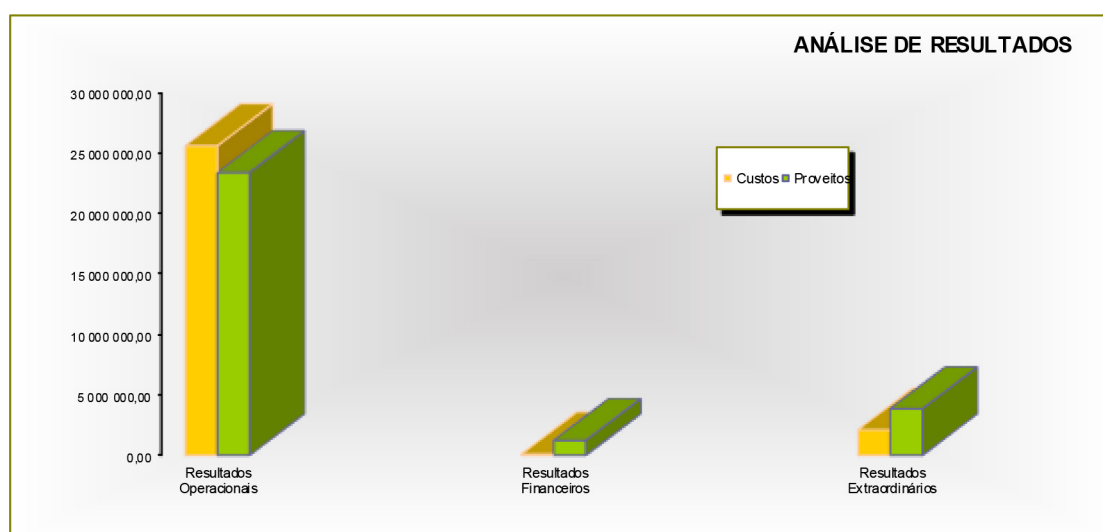 ANÁLISE DE RESULTADOS
30 000 000,00
25 000 000,00
20 000 000,00
15 000 000,00
10 000 000,00
5 000 000,00
0,00
Custos Proveitos
Resultados
Operacionais
Resultados
Financeiros
Resultados
Extraordinários